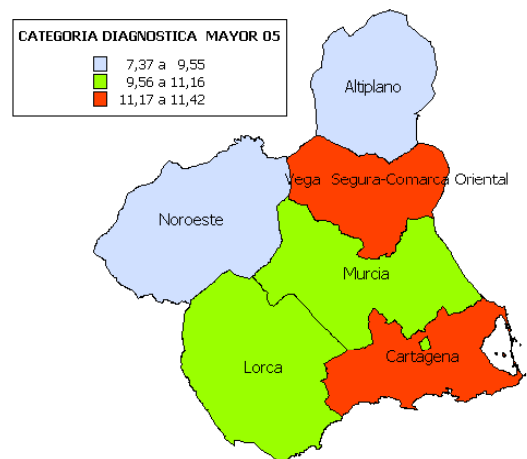 CATEGORIA DIAGNOSTICA MAYOR 05
7,37 a 9,55
9,56 a 11,16
11,17 a 11,42
Altiplano
Vega Segura-Comarca Oriental
Noroeste
Murcia
Cartagena
Lorca